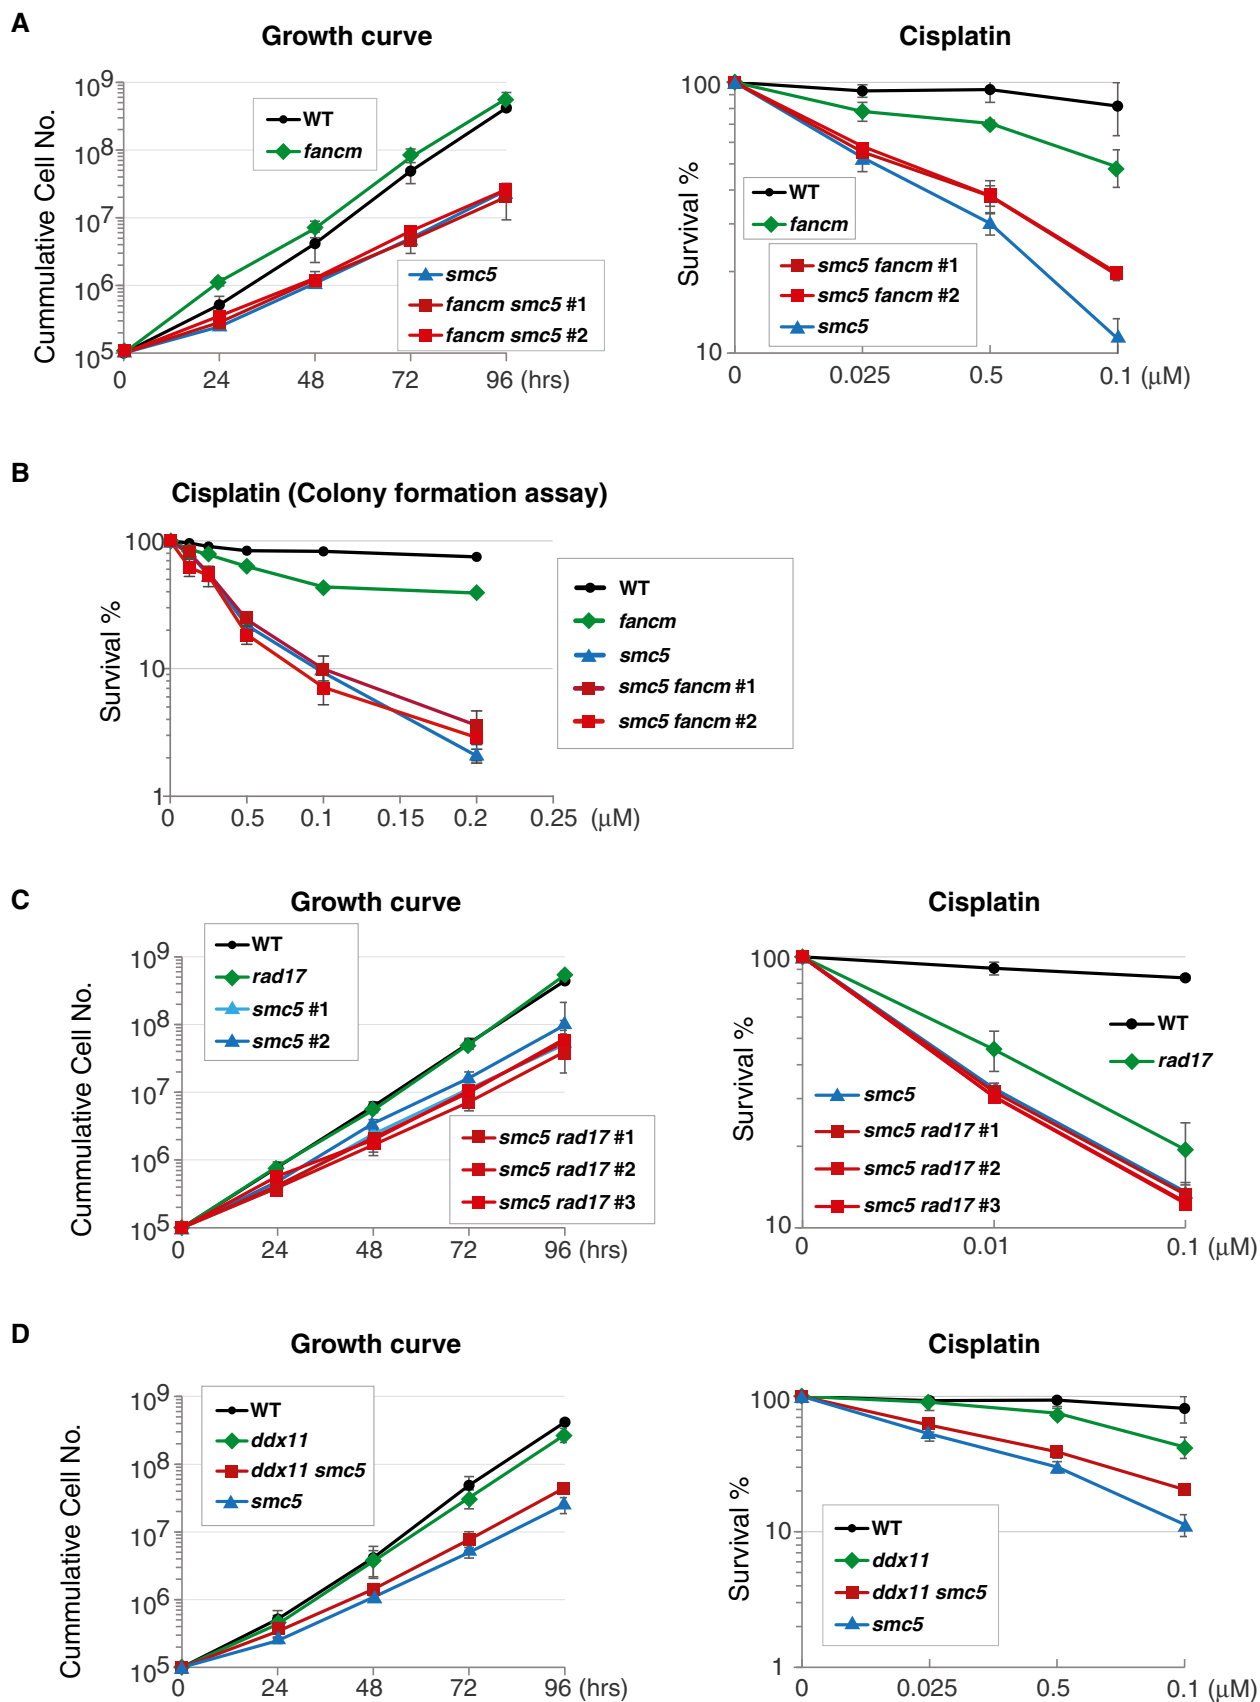 A
Growth curve
Cummulative Cell No.
10^9
10^8
10^7
10^6
10^5
0 24 48 72 96 (hrs)
WT
fancm
smc5
fancm smc5 #1
fancm smc5 #2
Cisplatin
Survival %
100
10
0 0.025 0.5 0.1 (μM)
WT
fancm
smc5 fancm #1
smc5 fancm #2
smc5
B
Cisplatin (Colony formation assay)
Survival %
100
10
1
0 0.5 0.1 0.15 0.2 0.25 (μM)
WT
fancm
smc5
smc5 fancm #1
smc5 fancm #2
C
Growth curve
Cummulative Cell No.
10^9
10^8
10^7
10^6
10^5
0 24 48 72 96 (hrs)
WT
rad17
smc5 #1
smc5 #2
smc5 rad17 #1
smc5 rad17 #2
smc5 rad17 #3
Cisplatin
Survival %
100
10
0 0.01 0.1 (μM)
WT
rad17
smc5
smc5 rad17 #1
smc5 rad17 #2
smc5 rad17 #3
D
Growth curve
Cummulative Cell No.
10^9
10^8
10^7
10^6
10^5
0 24 48 72 96 (hrs)
WT
ddx11
ddx11 smc5
smc5
Cisplatin
Survival %
100
10
1
0 0.025 0.5 0.1 (μM)
WT
ddx11
ddx11 smc5
smc5